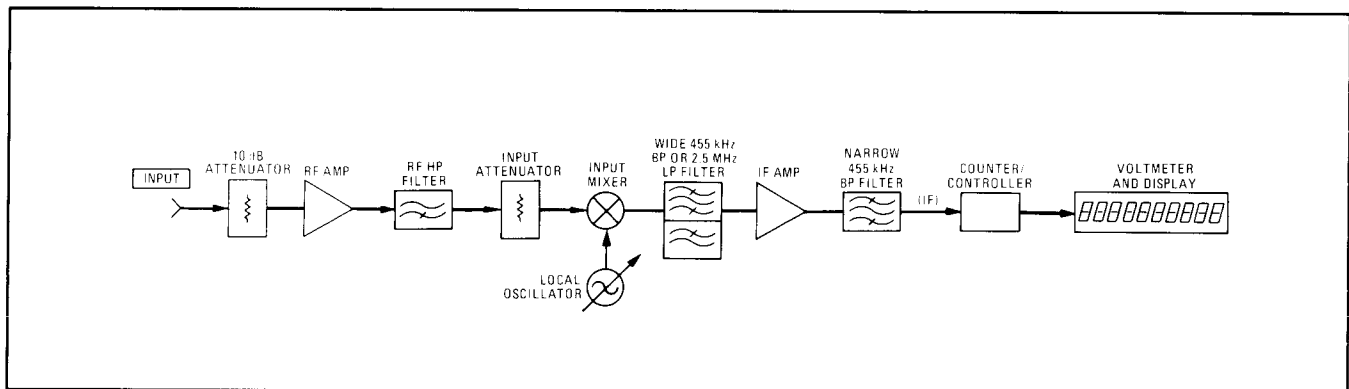 INPUT
10 dB
ATTENUATOR
RF AMP
RF HP
FILTER
INPUT
ATTENUATOR
INPUT
MIXER
LOCAL
OSCILLATOR
WIDE 455 kHz
BP OR 2.5 MHz
LP FILTER
IF AMP
NARROW
455 kHz
BP FILTER
(IF)
COUNTER/
CONTROLLER
VOLTMETER
AND DISPLAY
0000000000